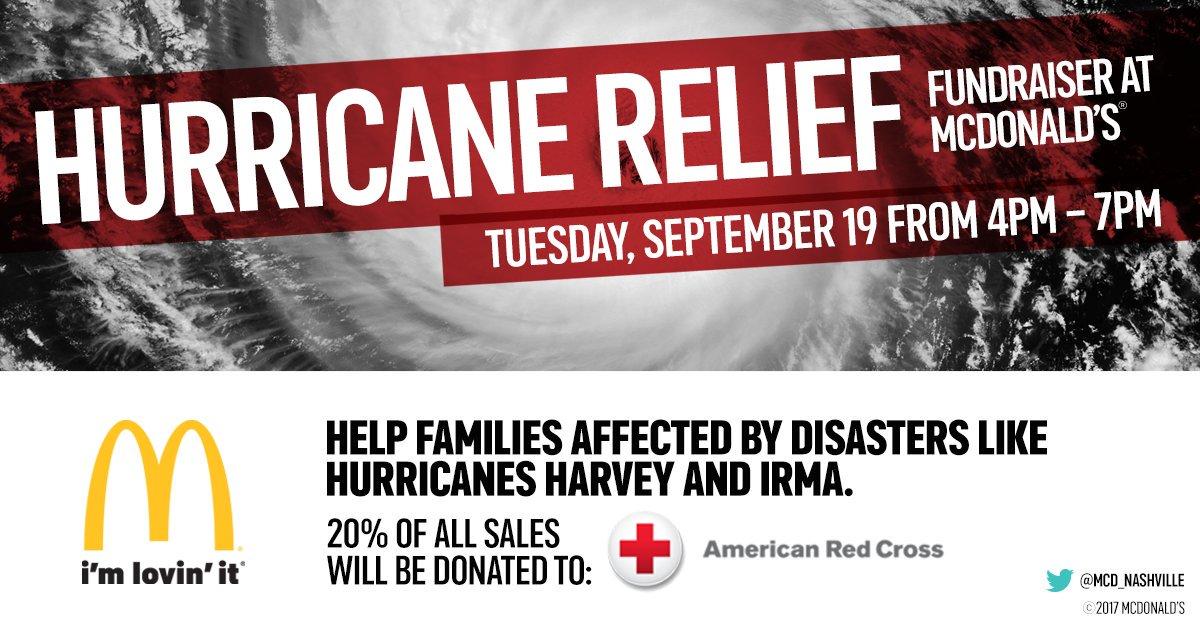 HURRICANE RELIEF
FUNDRAISER AT
MCDONALD'S®
TUESDAY, SEPTEMBER 19 FROM 4PM – 7PM
HELP FAMILIES AFFECTED BY DISASTERS LIKE
HURRICANES HARVEY AND IRMA.
20% OF ALL SALES
WILL BE DONATED TO:
American Red Cross
i'm lovin' it®
@MCD_NASHVILLE
© 2017 MCDONALD'S